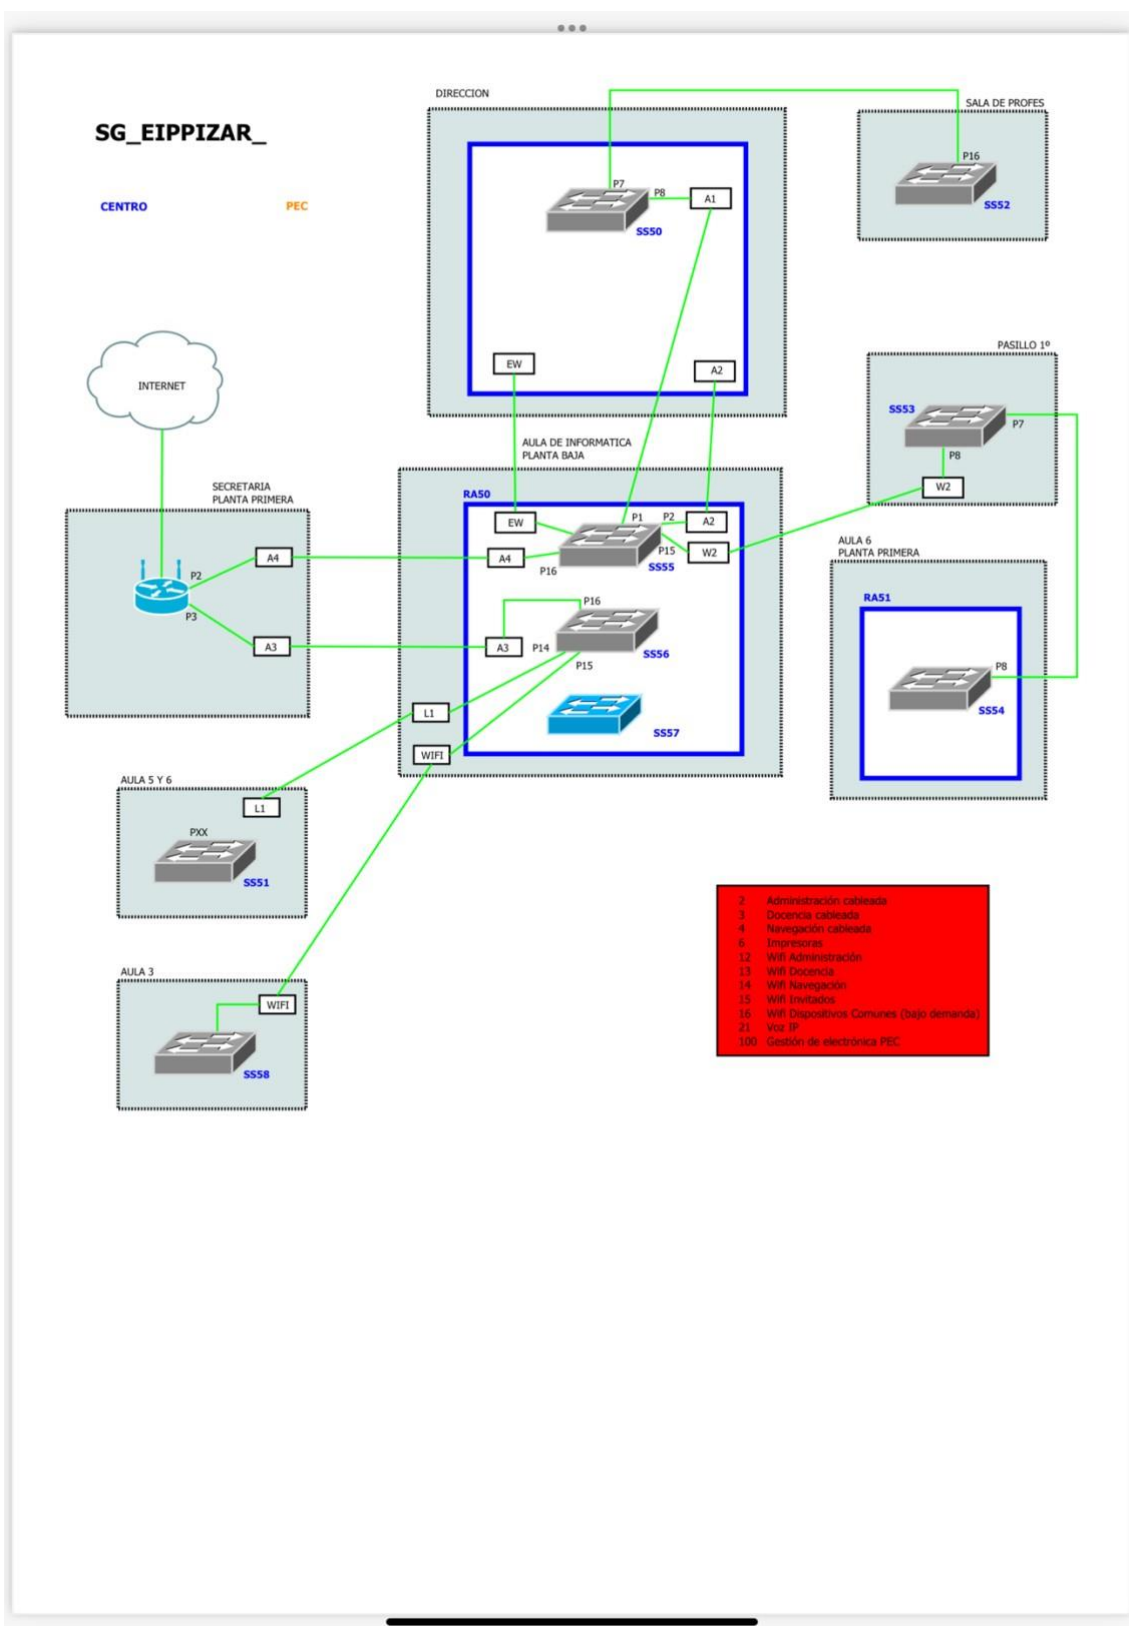 DIRECCION
SALA DE PROFES
SG_EIPPIZAR_
P16
P7
P8
A1
SS52
CENTRO
PEC
SS50
PASILLO 1º
EW
A2
INTERNET
SS53
P7
AULA DE INFORMATICA
PLANTA BAJA
P8
SECRETARIA
PLANTA PRIMERA
W2
RA50
EW
P1
P2
A2
AULA 6
PLANTA PRIMERA
A4
A4
P15
W2
P16
SS55
P2
RA51
P3
P16
A3
A3
P14
SS56
P15
P8
SS54
L1
SS57
WIFI
AULA 5 Y 6
L1
PXX
SS51
2 Administración cableada
3 Docencia cableada
4 Navegación cableada
6 Impresoras
12 Wifi Administración
13 Wifi Docencia
14 Wifi Navegación
15 Wifi Invitados
16 Wifi Dispositivos Comunes (bajo demanda)
21 Voz IP
100 Gestión de electrónica PEC
AULA 3
WIFI
SS58